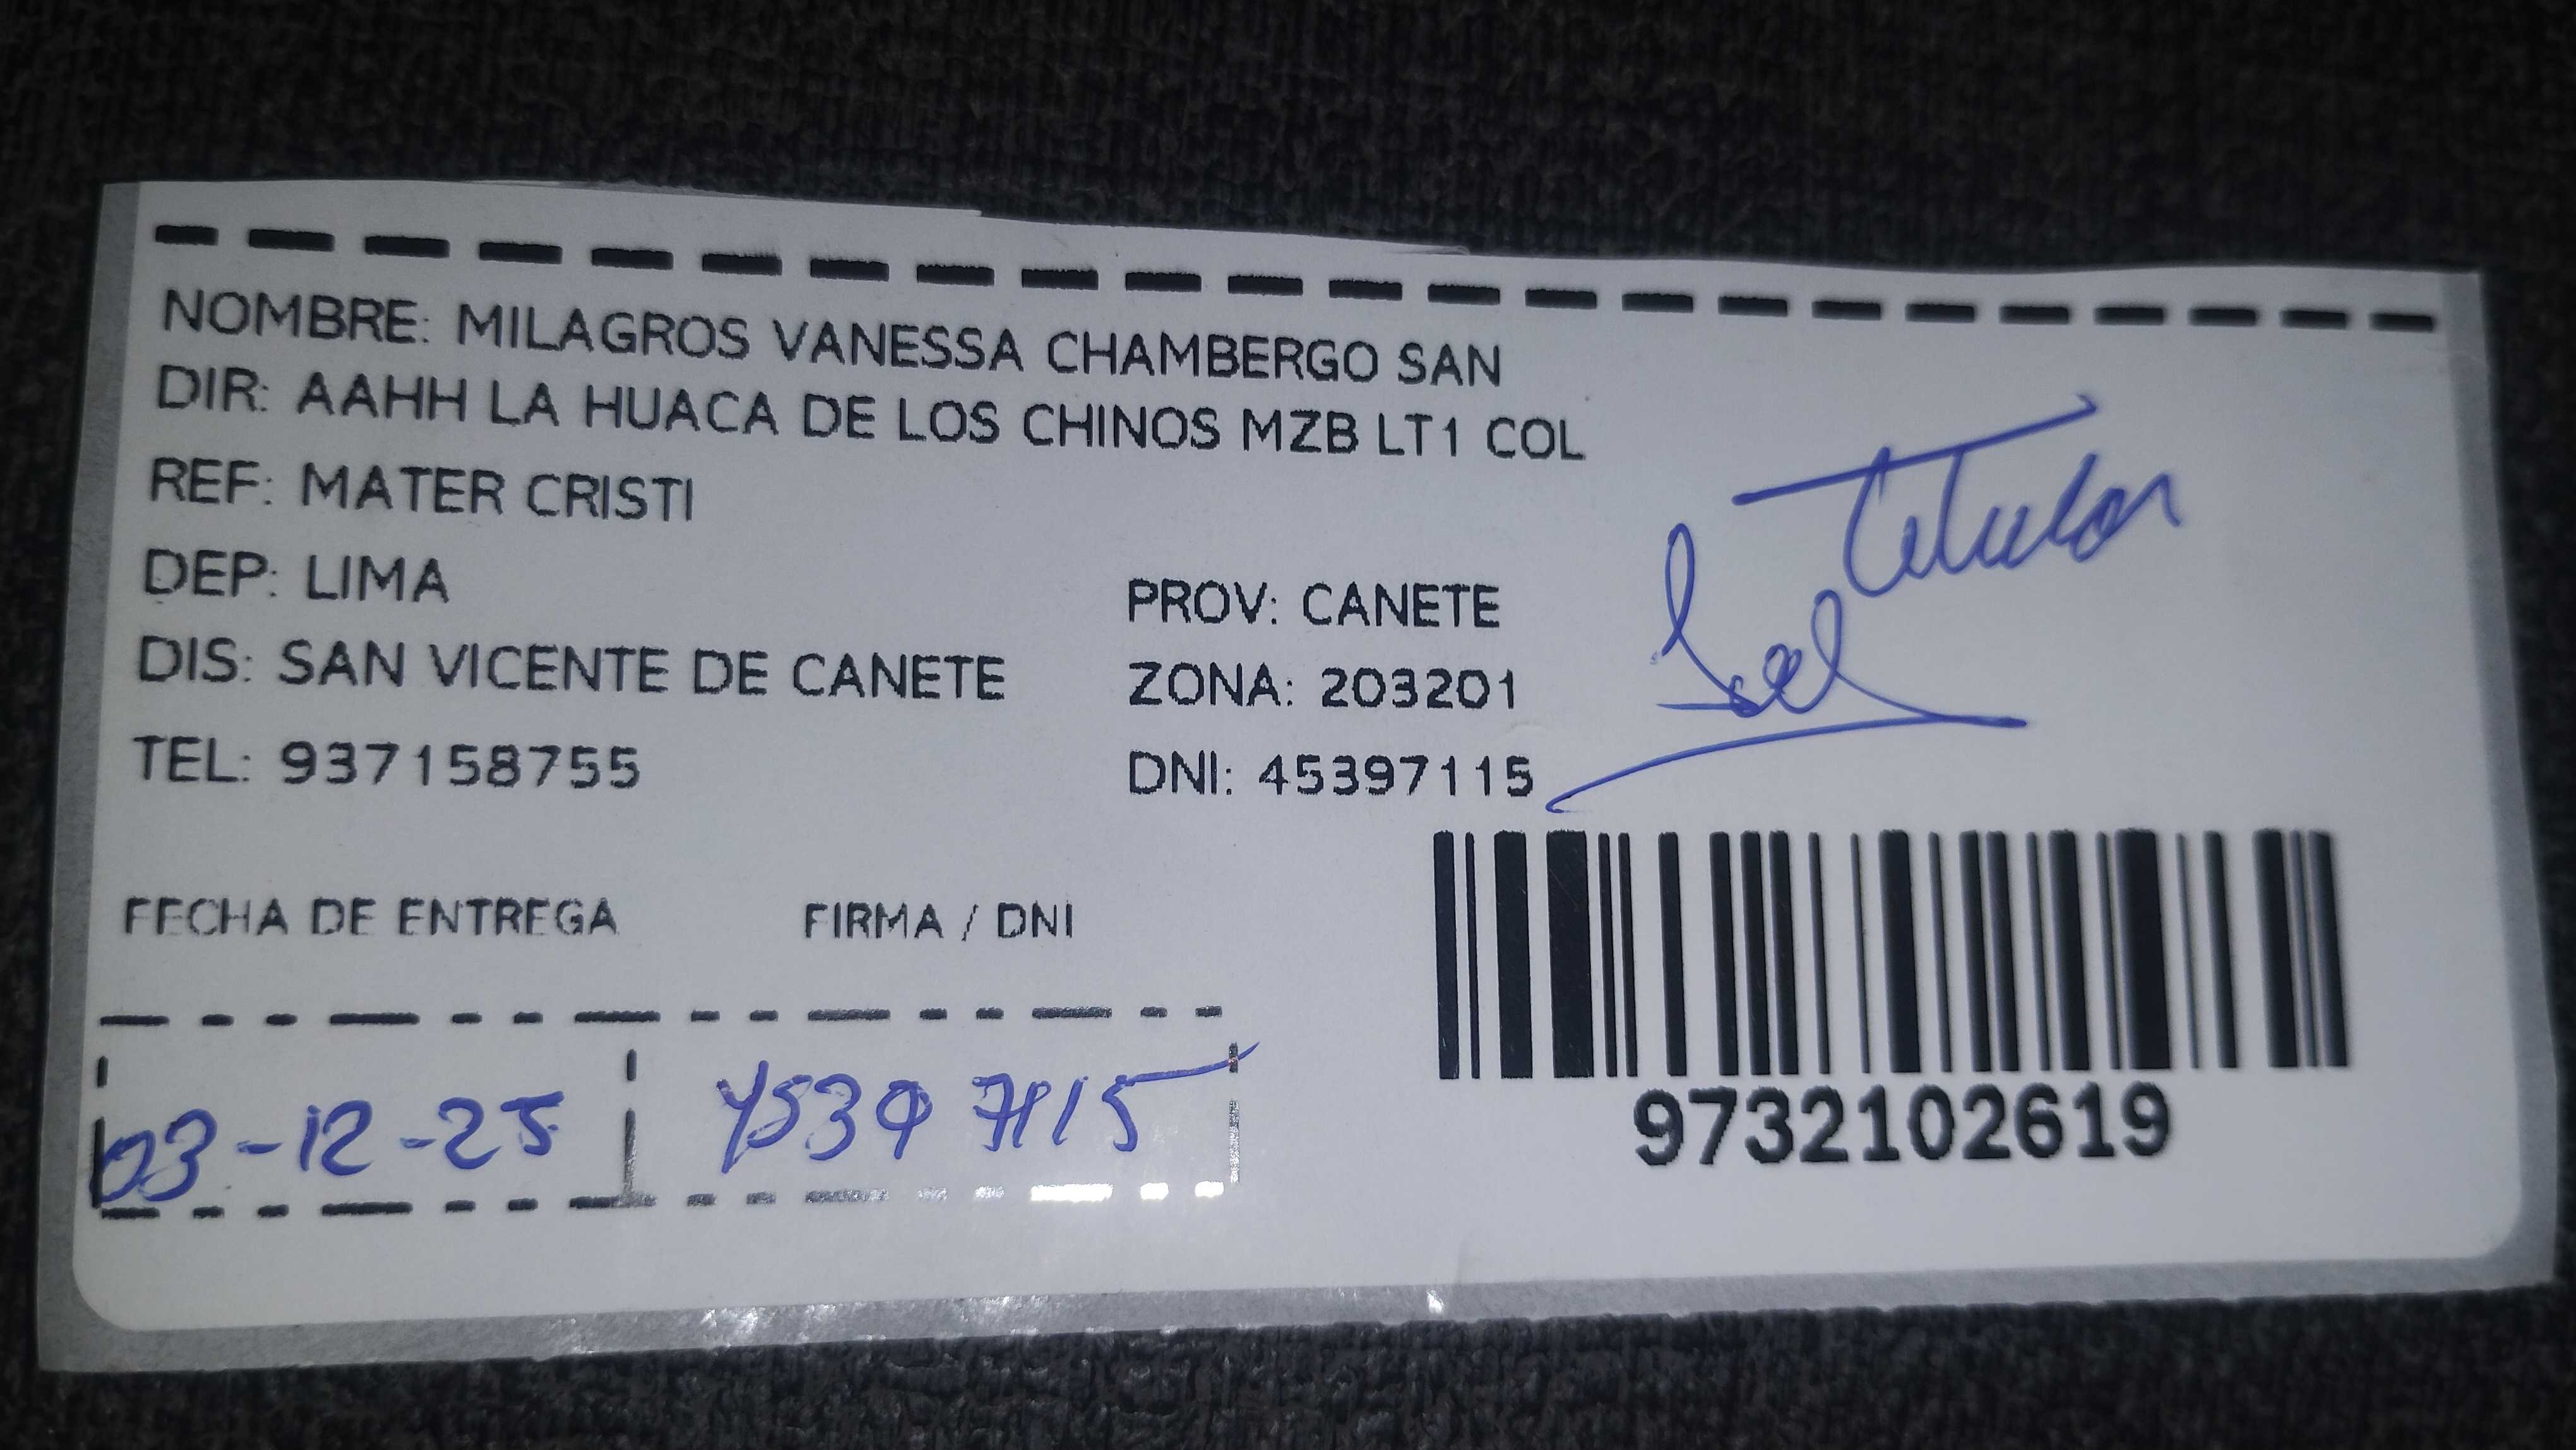 NOMBRE: MILAGROS VANESSA CHAMBERGO SAN
DIR: AAHH LA HUACA DE LOS CHINOS MZB LT1 COL
REF: MATER CRISTI
DEP: LIMA
PROV: CANETE
DIS: SAN VICENTE DE CANETE
ZONA: 203201
TEL: 937158755
DNI: 45397115
Titular
FECHA DE ENTREGA
FIRMA / DNI
03-12-25
45397115
9732102619